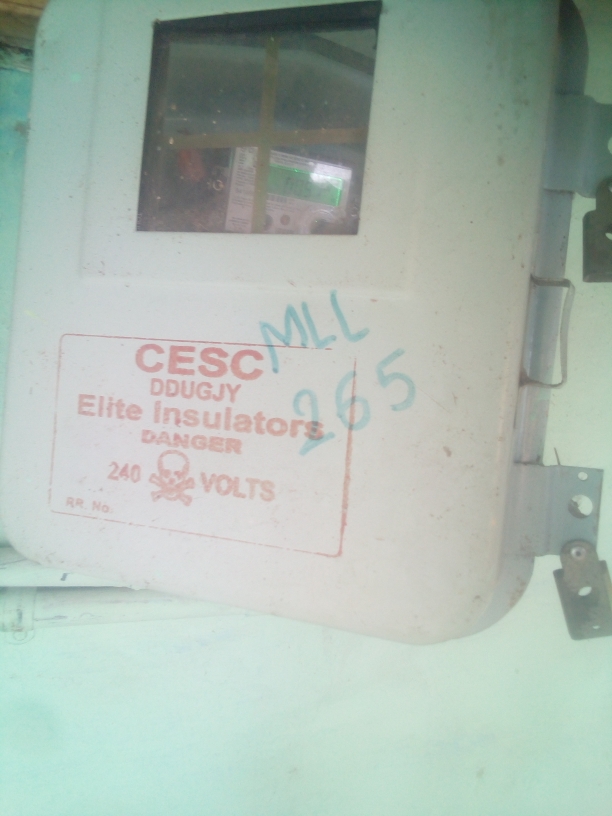 MLL
265
CESC
DDUGJY
Elite Insulators
DANGER
240 VOLTS
RR. No.